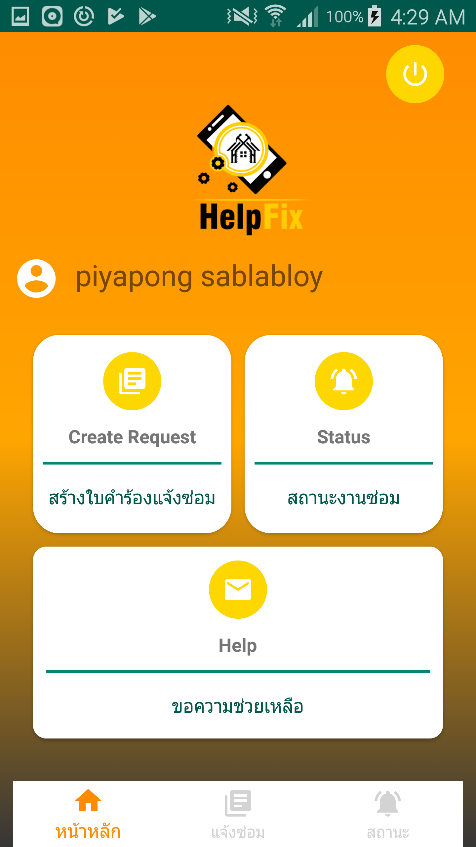 100% 4:29 AM
HelpFix
piyapong sablabloy
Create Request
สร้างใบคำร้องแจ้งซ่อม
Status
สถานะงานซ่อม
Help
ขอความช่วยเหลือ
หน้าหลัก
แจ้งซ่อม
สถานะ